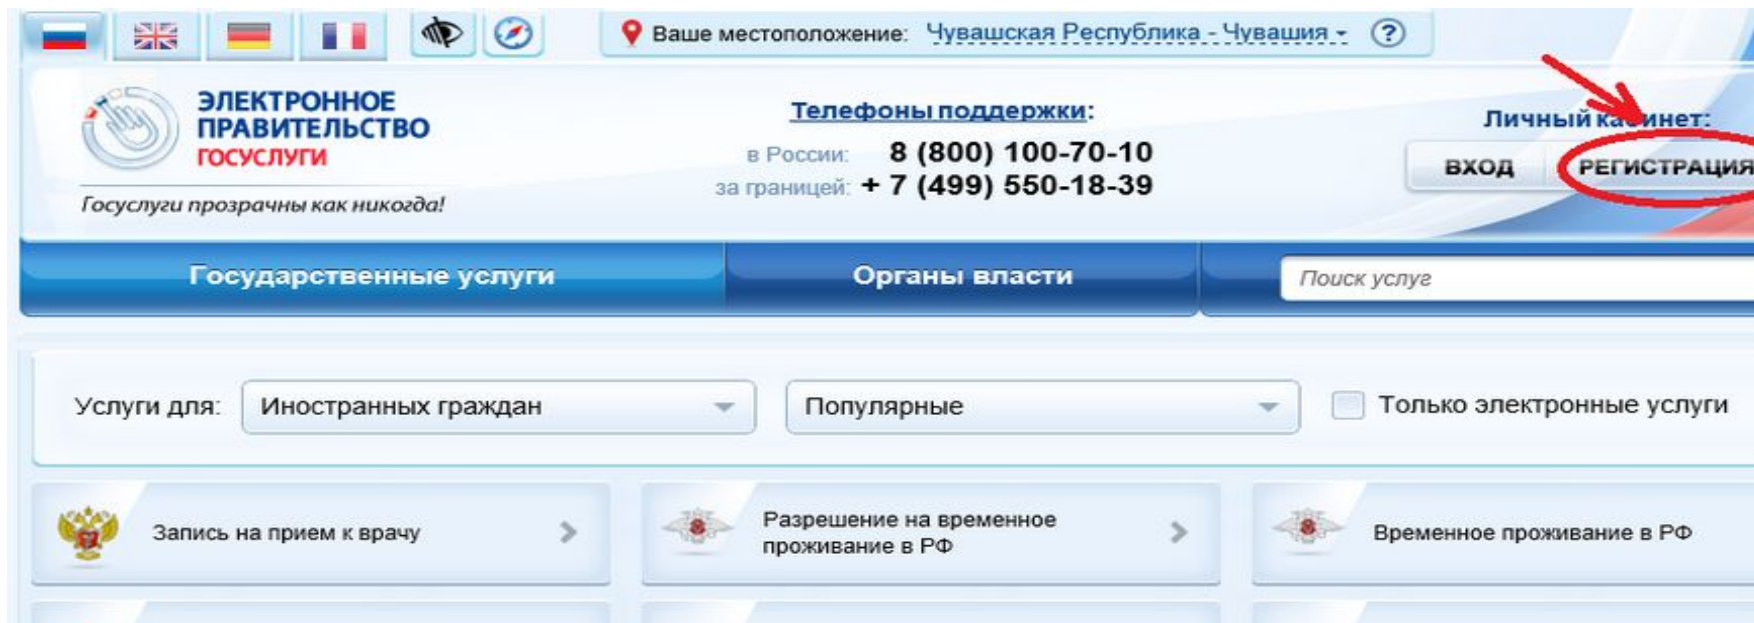 Ваше местоположение: Чувашская Республика - Чувашия
?
ЭЛЕКТРОННОЕ
ПРАВИТЕЛЬСТВО
ГОСУСЛУГИ
Госуслуги прозрачны как никогда!
Телефоны поддержки:
в России: 8 (800) 100-70-10
за границей: + 7 (499) 550-18-39
Личный кабинет:
ВХОД РЕГИСТРАЦИЯ
Государственные услуги Органы власти Поиск услуг
Услуги для: Иностранных граждан Популярные Только электронные услуги
Запись на прием к врачу
Разрешение на временное
проживание в РФ
Временное проживание в РФ